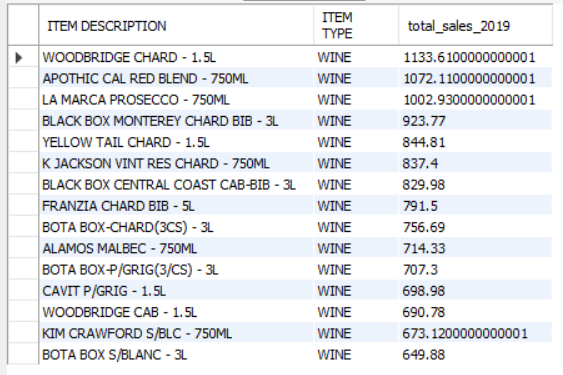 ITEM DESCRIPTION ITEM TYPE total_sales_2019
WOODBRIDGE CHARD - 1.5L WINE 1133.6100000000001
APOTHIC CAL RED BLEND - 750ML WINE 1072.1100000000001
LA MARCA PROSECCO - 750ML WINE 1002.9300000000001
BLACK BOX MONTEREY CHARD BIB - 3L WINE 923.77
YELLOW TAIL CHARD - 1.5L WINE 844.81
K JACKSON VINT RES CHARD - 750ML WINE 837.4
BLACK BOX CENTRAL COAST CAB-BIB - 3L WINE 829.98
FRANZIA CHARD BIB - 5L WINE 791.5
BOTA BOX-CHARD(3CS) - 3L WINE 756.69
ALAMOS MALBEC - 750ML WINE 714.33
BOTA BOX-P/GRIG(3/CS) - 3L WINE 707.3
CAVIT P/GRIG - 1.5L WINE 698.98
WOODBRIDGE CAB - 1.5L WINE 690.78
KIM CRAWFORD S/BLC - 750ML WINE 673.1200000000001
BOTA BOX S/BLANC - 3L WINE 649.88